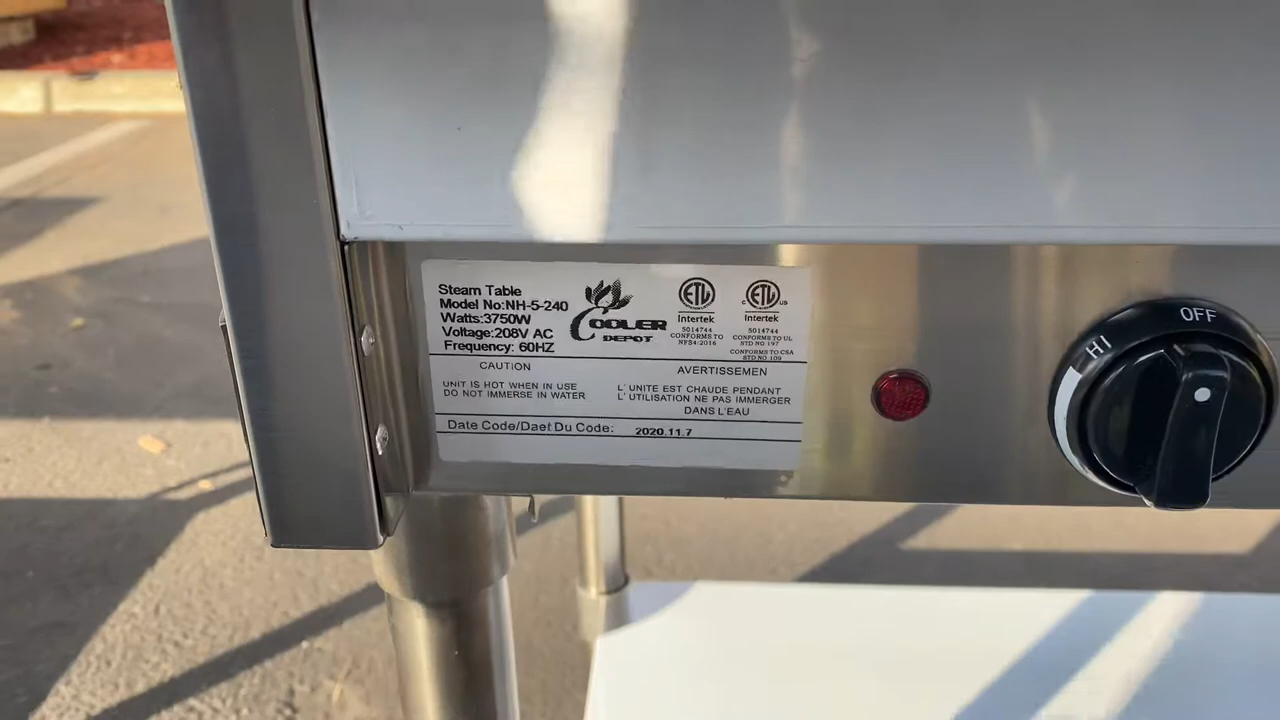 Steam Table
Model No:NH-5-240
Watts:3750W
Voltage:208V AC
Frequency: 60HZ
COOLER
DEPOT
ETL
Intertek
5014744
CONFORMS TO
NFS4:2016
C ETL US
Intertek
5014744
CONFORMS TO UL
STD NO 197
CONFORMS TO CSA
STD NO 109
CAUTION
UNIT IS HOT WHEN IN USE
DO NOT IMMERSE IN WATER
AVERTISSEMEN
L' UNITE EST CHAUDE PENDANT
L' UTILISATION NE PAS IMMERGER
DANS L'EAU
Date Code/Daet Du Code: 2020.11.7
OFF
HI